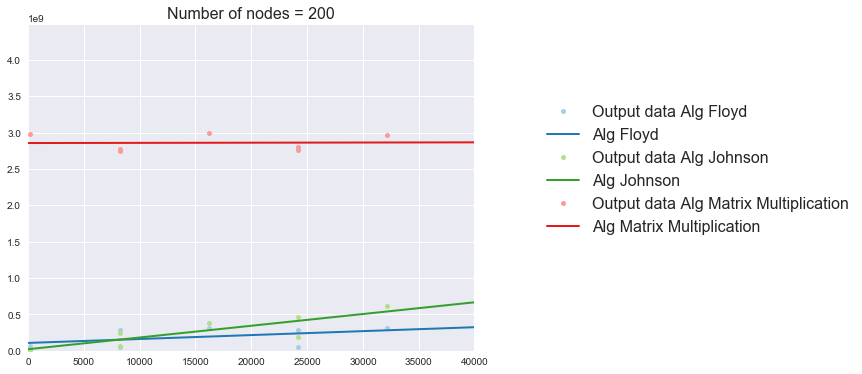 Number of nodes = 200
1e9
4.0
3.5
3.0
2.5
2.0
1.5
1.0
0.5
0.0
0 5000 10000 15000 20000 25000 30000 35000 40000
Output data Alg Floyd
Alg Floyd
Output data Alg Johnson
Alg Johnson
Output data Alg Matrix Multiplication
Alg Matrix Multiplication